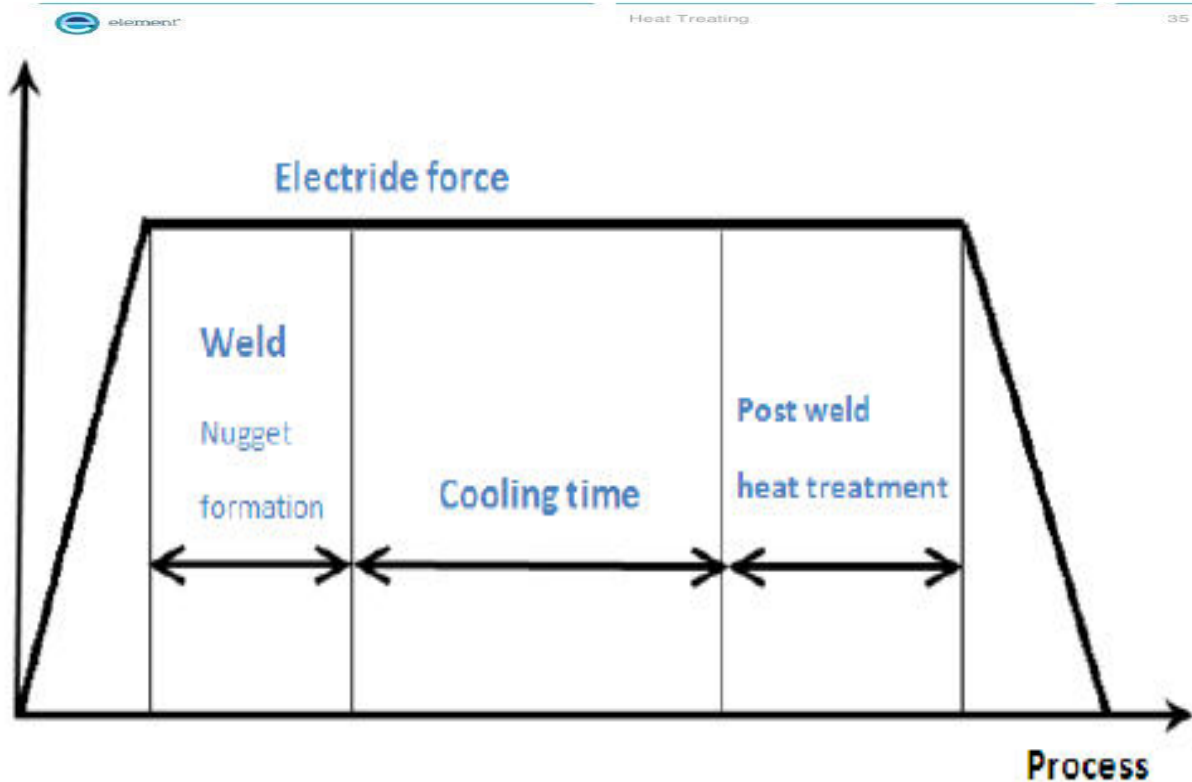 element
Heat Treating
35
Electride force
Weld
Nugget
formation
Cooling time
Post weld
heat treatment
Process